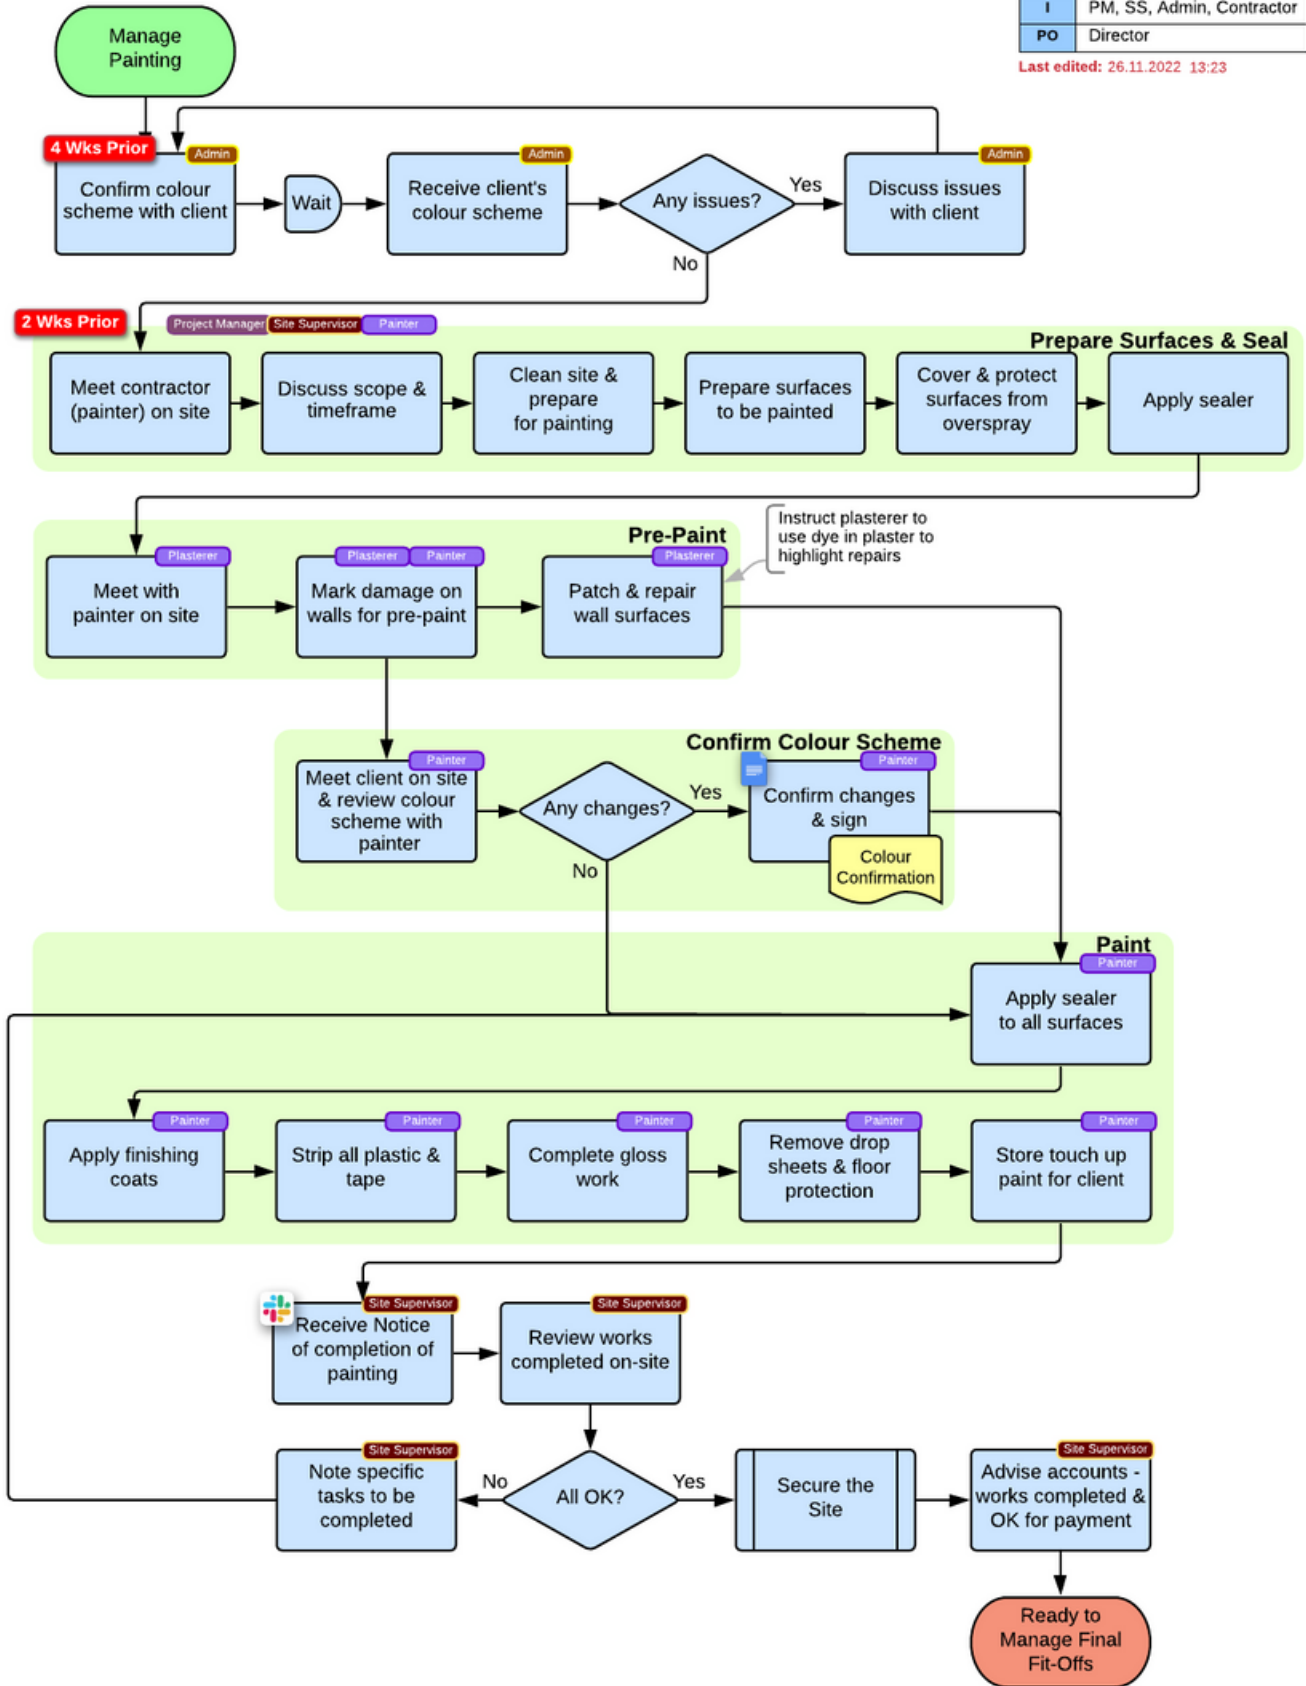 I PM, SS, Admin, Contractor
PO Director
Last edited: 26.11.2022 13:23
Manage
Painting
4 Wks Prior
Admin
Confirm colour
scheme with client
Wait
Admin
Receive client's
colour scheme
Any issues?
Yes
No
Admin
Discuss issues
with client
2 Wks Prior
Project Manager
Site Supervisor
Painter
Prepare Surfaces & Seal
Meet contractor
(painter) on site
Discuss scope &
timeframe
Clean site &
prepare
for painting
Prepare surfaces
to be painted
Cover & protect
surfaces from
overspray
Apply sealer
Pre-Paint
Instruct plasterer to
use dye in plaster to
highlight repairs
Plasterer
Meet with
painter on site
Plasterer
Painter
Mark damage on
walls for pre-paint
Plasterer
Patch & repair
wall surfaces
Confirm Colour Scheme
Painter
Meet client on site
& review colour
scheme with
painter
Any changes?
Yes
No
Painter
Confirm changes
& sign
Colour
Confirmation
Paint
Painter
Apply sealer
to all surfaces
Painter
Apply finishing
coats
Painter
Strip all plastic &
tape
Painter
Complete gloss
work
Painter
Remove drop
sheets & floor
protection
Painter
Store touch up
paint for client
Site Supervisor
Receive Notice
of completion of
painting
Site Supervisor
Review works
completed on-site
Site Supervisor
Note specific
tasks to be
completed
No
All OK?
Yes
Secure the
Site
Site Supervisor
Advise accounts -
works completed &
OK for payment
Ready to
Manage Final
Fit-Offs